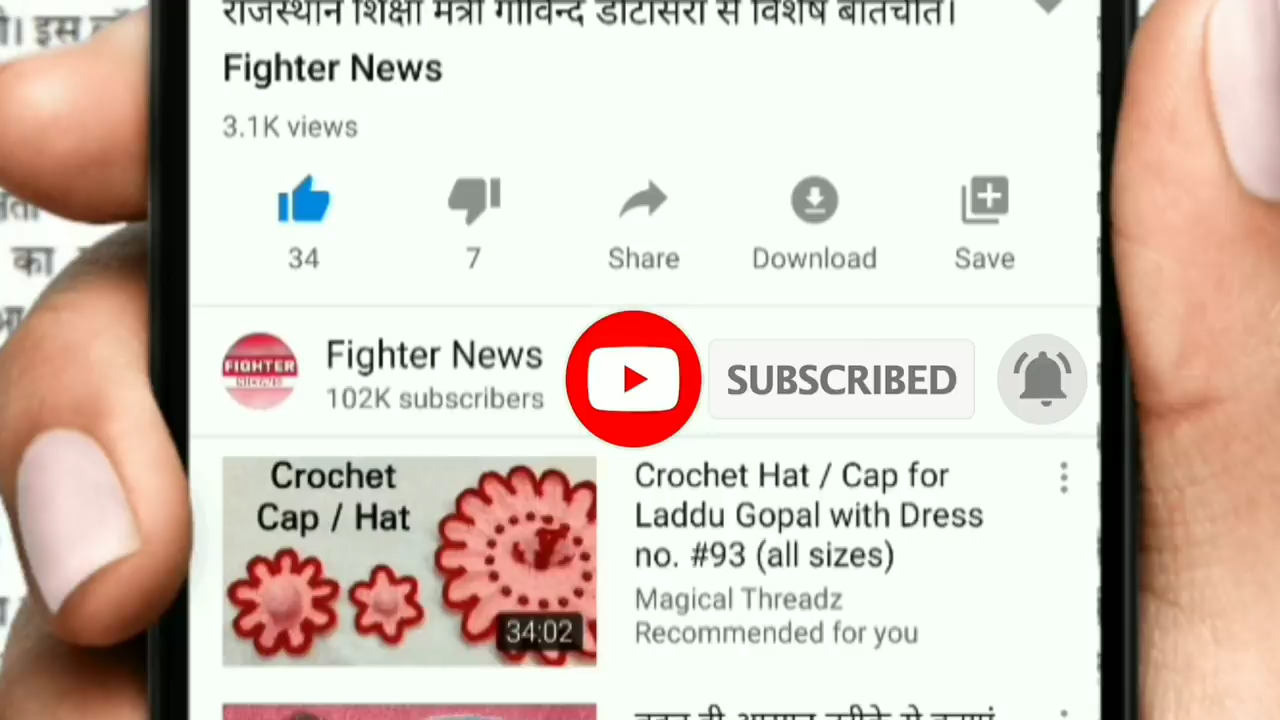 राजस्थान शिक्षा मंत्री गोविन्द डोटासरा से विशेष बातचीत।
Fighter News
3.1K views
34
7
Share
Download
Save
Fighter News
102K subscribers
FIGHTER
SUBSCRIBED
Crochet
Cap / Hat
34:02
Crochet Hat / Cap for
Laddu Gopal with Dress
no. #93 (all sizes)
Magical Threadz
Recommended for you
इस
का